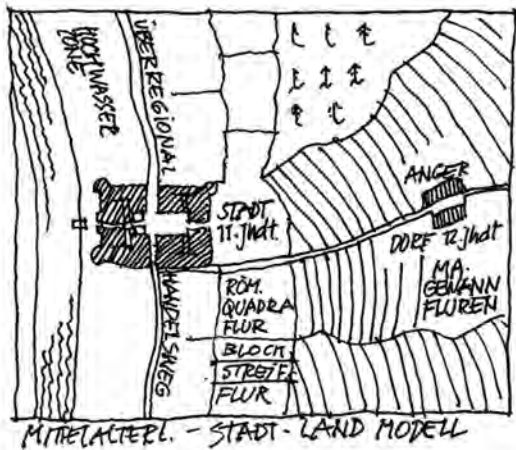 HOCHWASSER
ZONE
ÜBERREGIONAL
HANDELSWEG
STADT
11. Jhdt.
RÖM.
QUADRA
FLUR
BLOCK
STREIF.
FLUR
ANGER
DORF 12. Jhdt
MA.
GEWANN
FLUREN
MITTELALTERL. - STADT - LAND MODELL